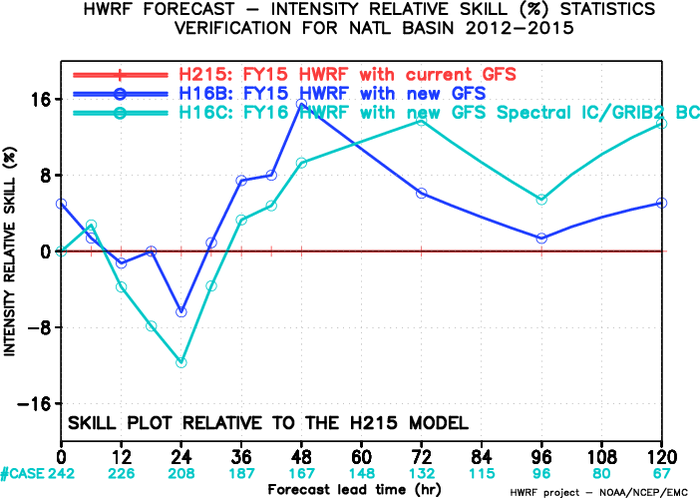 HWRF FORECAST – INTENSITY RELATIVE SKILL (%) STATISTICS
VERIFICATION FOR NATL BASIN 2012–2015
H215: FY15 HWRF with current GFS
H16B: FY15 HWRF with new GFS
H16C: FY16 HWRF with new GFS Spectral IC/GRIB2 BC
INTENSITY RELATIVE SKILL (%)
16
8
0
–8
–16
SKILL PLOT RELATIVE TO THE H215 MODEL
0 12 24 36 48 60 72 84 96 108 120
#CASE 242 226 208 187 167 148 132 115 96 80 67
Forecast lead time (hr)
HWRF project – NOAA/NCEP/EMC